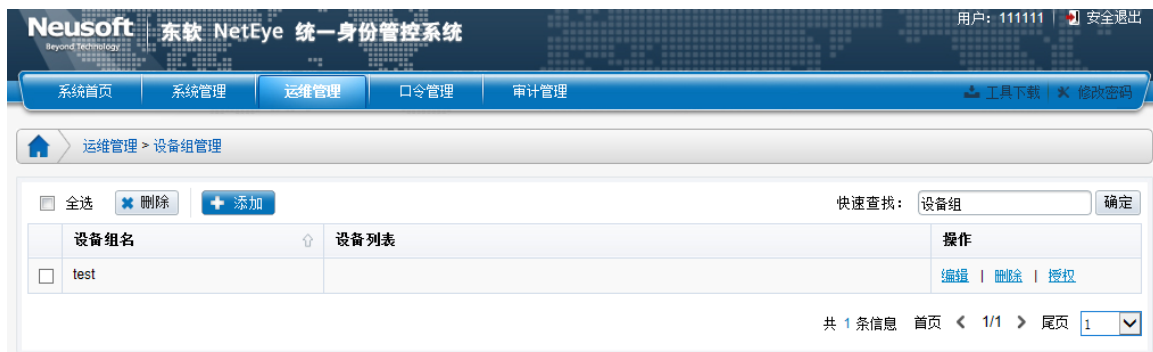 Neusoft 东软 NetEye 统一身份管控系统 用户: 111111 | 安全退出
Beyond Technology
系统首页 系统管理 运维管理 口令管理 审计管理 工具下载 修改密码
运维管理 > 设备组管理
全选 删除 添加 快速查找: 设备组 确定
设备组名 设备列表 操作
test 编辑 | 删除 | 授权
共 1 条信息 首页 1/1 尾页 1